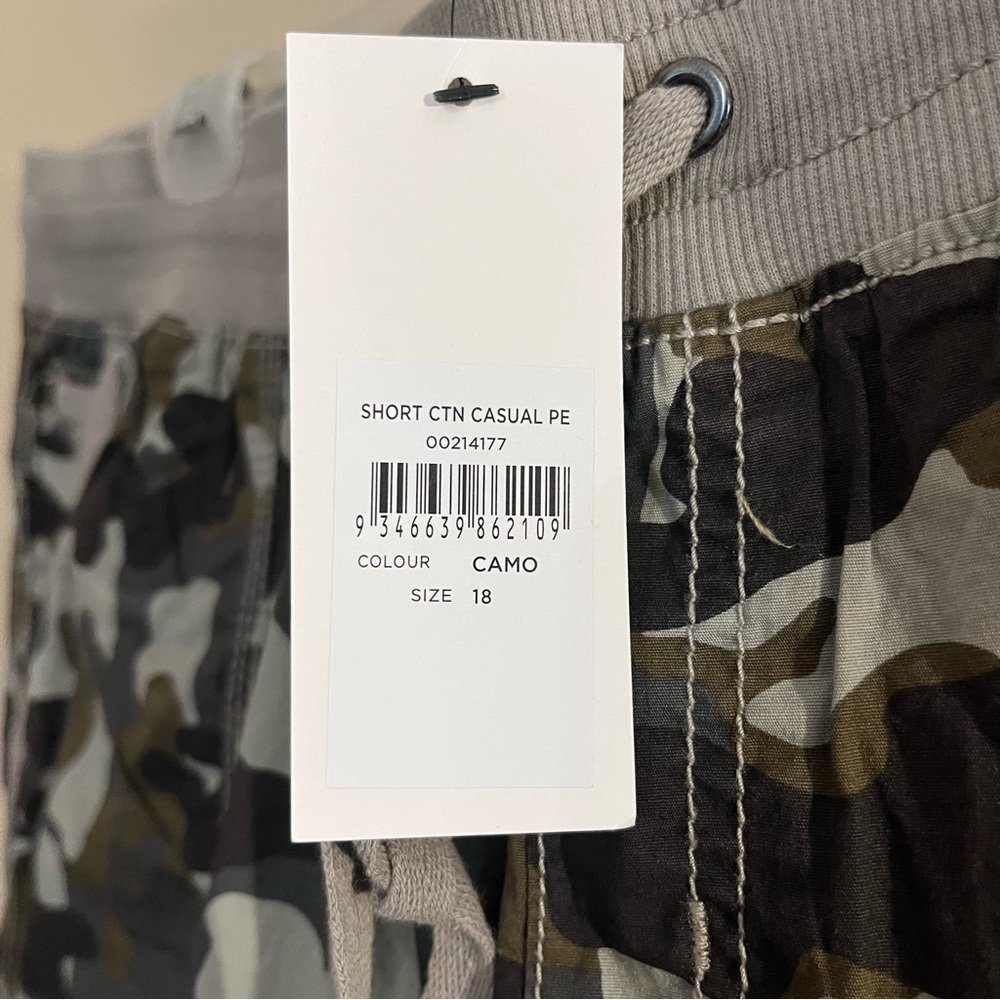 SHORT CTN CASUAL PE
00214177
9 346639 862109
COLOUR CAMO
SIZE 18